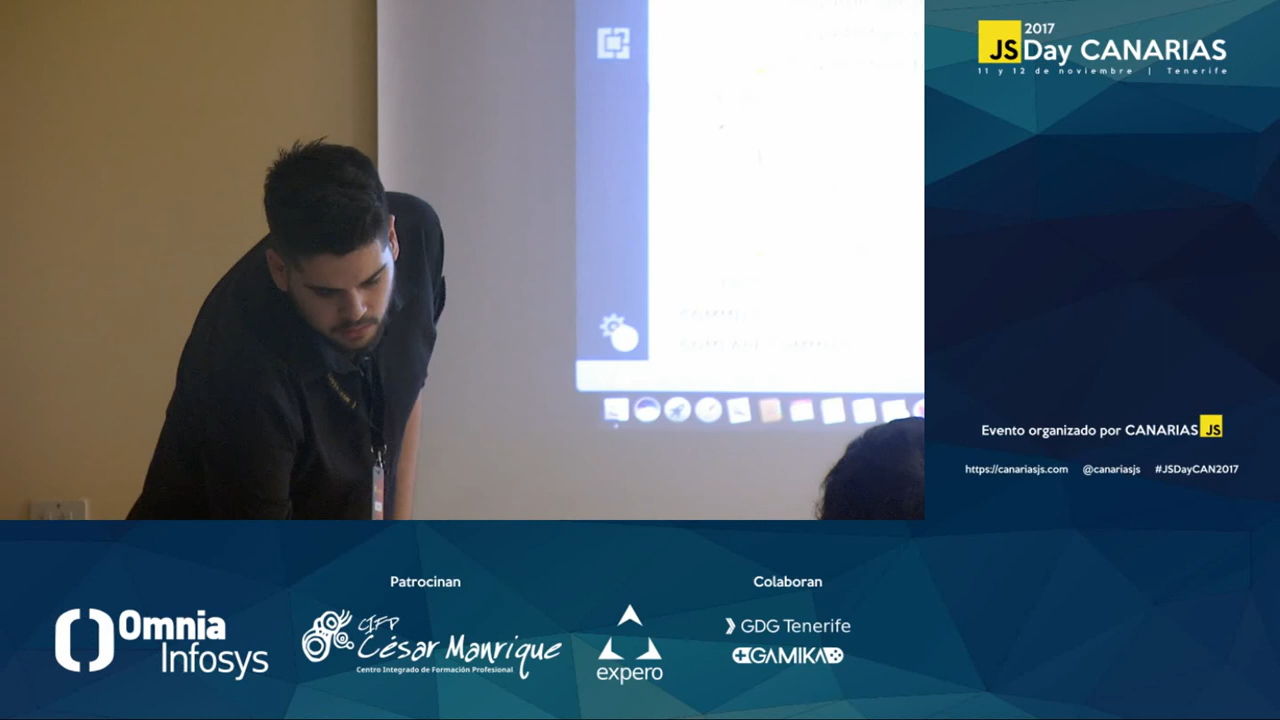 2017
JS Day CANARIAS
11 y 12 de noviembre | Tenerife
Evento organizado por CANARIAS JS
https://canariasjs.com @canariasjs #JSDayCAN2017
Patrocinan
Colaboran
Omnia
Infosys
CIFP
César Manrique
Centro Integrado de Formación Profesional
expero
GDG Tenerife
GAMIKA